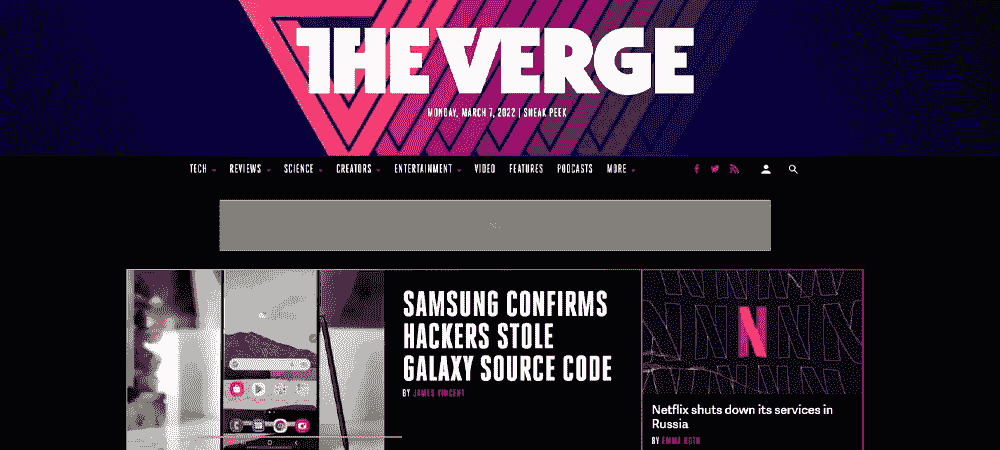 THE VERGE
MONDAY, MARCH 7, 2022 | SNEAK PEEK
TECH REVIEWS SCIENCE CREATORS ENTERTAINMENT VIDEO FEATURES PODCASTS MORE
SAMSUNG CONFIRMS
HACKERS STOLE
GALAXY SOURCE CODE
BY JAMES VINCENT
N
Netflix shuts down its services in
Russia
BY EMMA ROTH